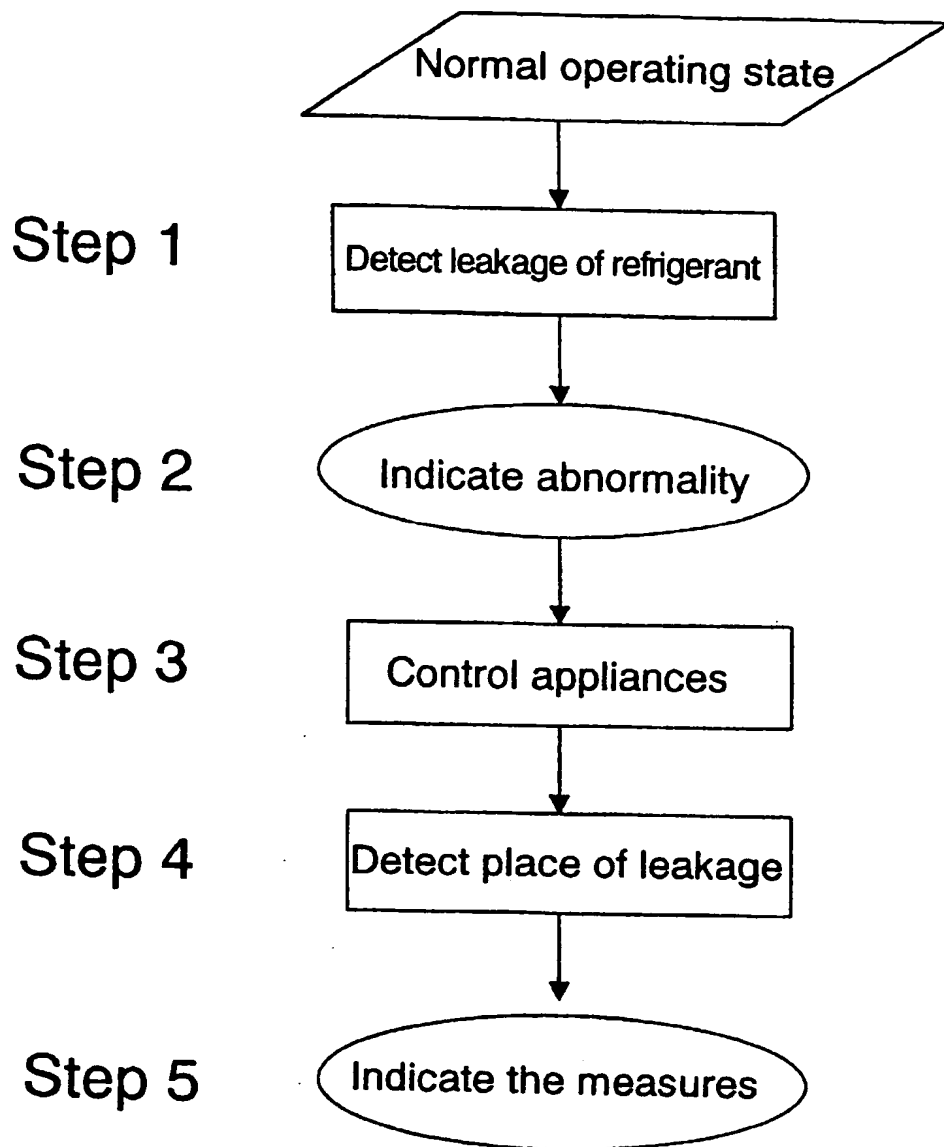 Normal operating state
Step 1
Detect leakage of refrigerant
Step 2
Indicate abnormality
Step 3
Control appliances
Step 4
Detect place of leakage
Step 5
Indicate the measures